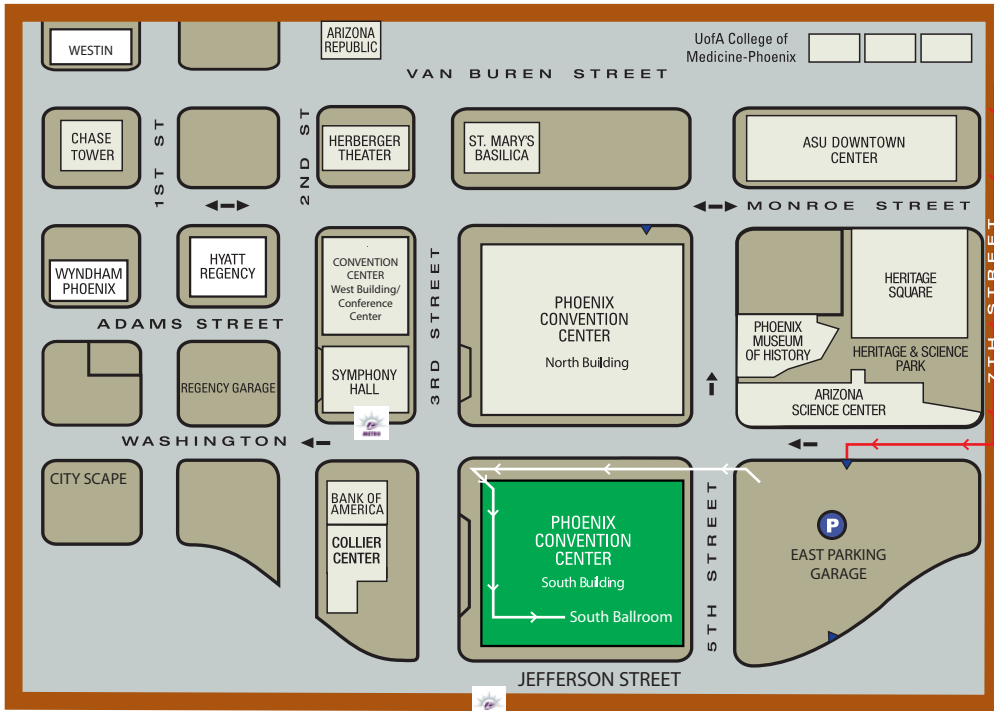 WESTIN
ARIZONA
REPUBLIC
UofA College of
Medicine-Phoenix
VAN BUREN STREET
CHASE
TOWER
1ST ST
2ND ST
HERBERGER
THEATER
ST. MARY'S
BASILICA
ASU DOWNTOWN
CENTER
MONROE STREET
WYNDHAM
PHOENIX
HYATT
REGENCY
CONVENTION
CENTER
West Building/
Conference
Center
3RD STREET
PHOENIX
CONVENTION
CENTER
North Building
HERITAGE
SQUARE
7TH STREET
ADAMS STREET
PHOENIX
MUSEUM
OF HISTORY
HERITAGE & SCIENCE
PARK
REGENCY GARAGE
SYMPHONY
HALL
ARIZONA
SCIENCE CENTER
METRO
WASHINGTON
CITY SCAPE
BANK OF
AMERICA
COLLIER
CENTER
PHOENIX
CONVENTION
CENTER
South Building
South Ballroom
5TH STREET
P
EAST PARKING
GARAGE
JEFFERSON STREET